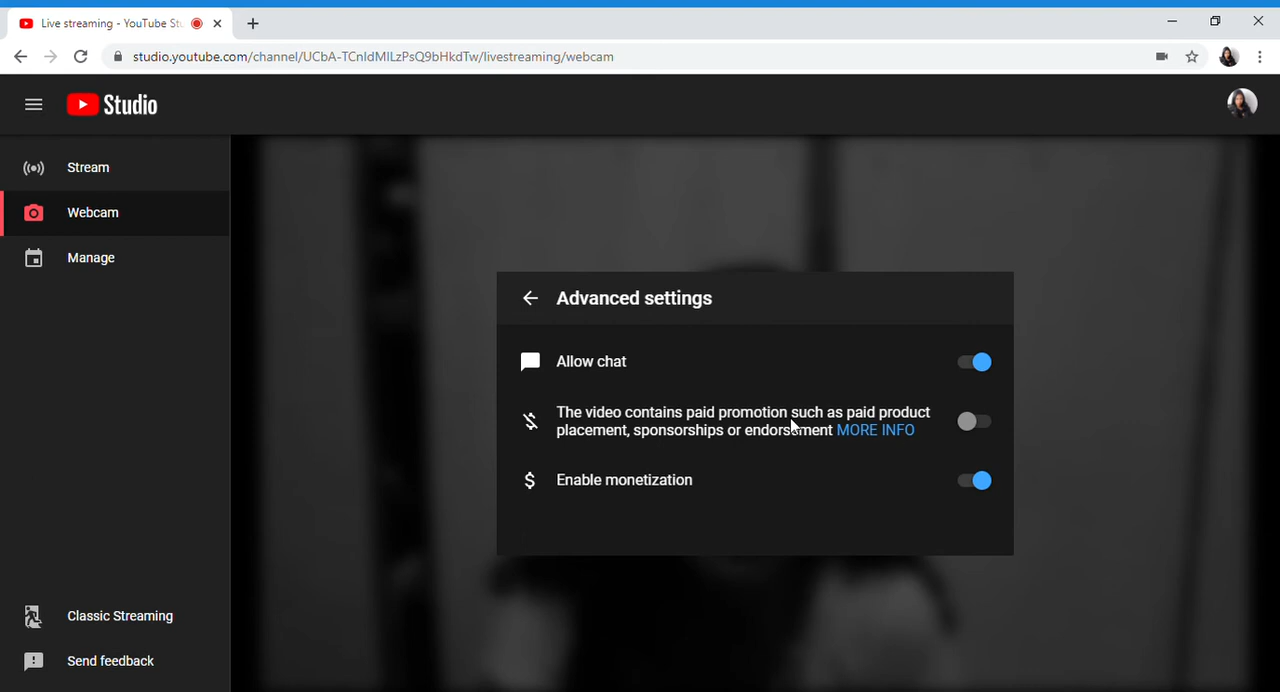 Live streaming - YouTube Stu
studio.youtube.com/channel/UCbA-TCnIdMILzPsQ9bHkdTw/livestreaming/webcam
Studio
Stream
Webcam
Manage
Advanced settings
Allow chat
The video contains paid promotion such as paid product
placement, sponsorships or endorsement MORE INFO
Enable monetization
Classic Streaming
Send feedback